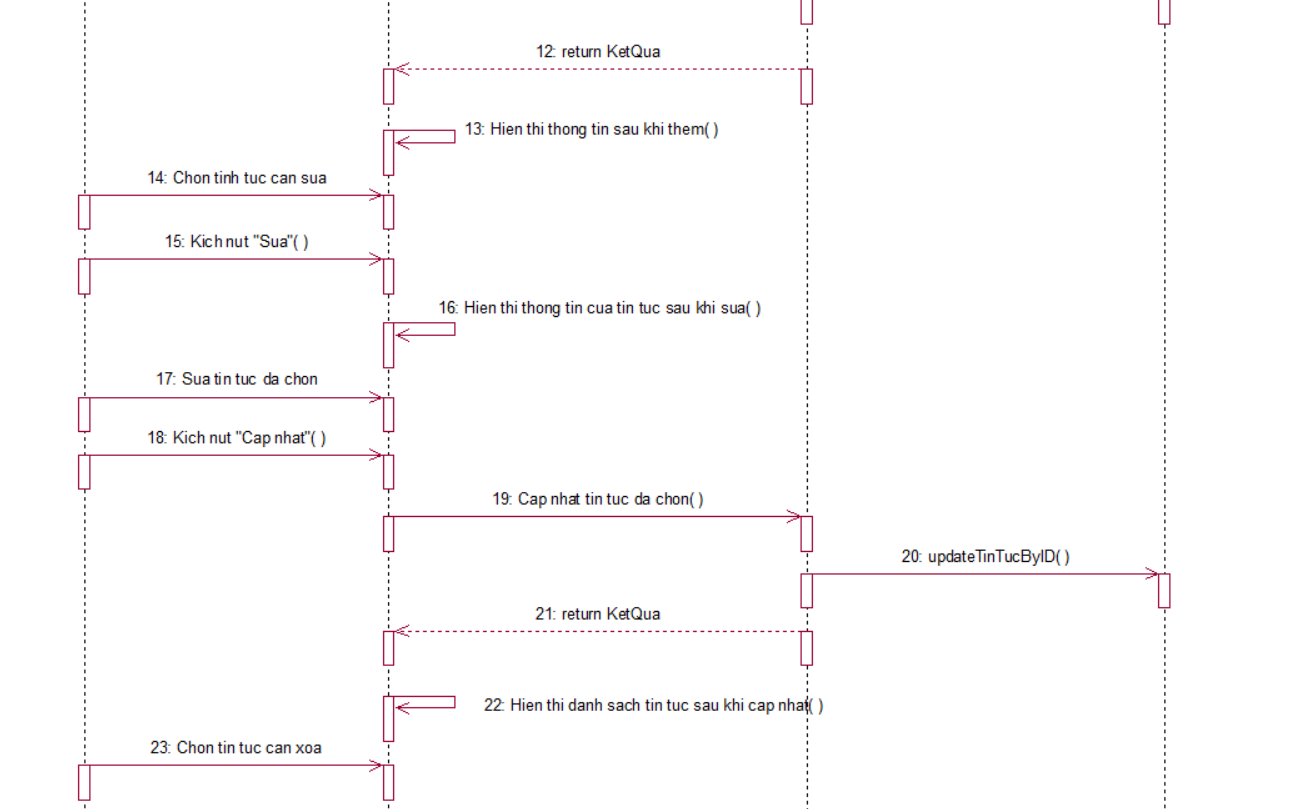 12: return KetQua
13: Hien thi thong tin sau khi them( )
14: Chon tinh tuc can sua
15: Kich nut "Sua"( )
16: Hien thi thong tin cua tin tuc sau khi sua( )
17: Sua tin tuc da chon
18: Kich nut "Cap nhat"( )
19: Cap nhat tin tuc da chon( )
20: updateTinTucByID( )
21: return KetQua
22: Hien thi danh sach tin tuc sau khi cap nhat( )
23: Chon tin tuc can xoa